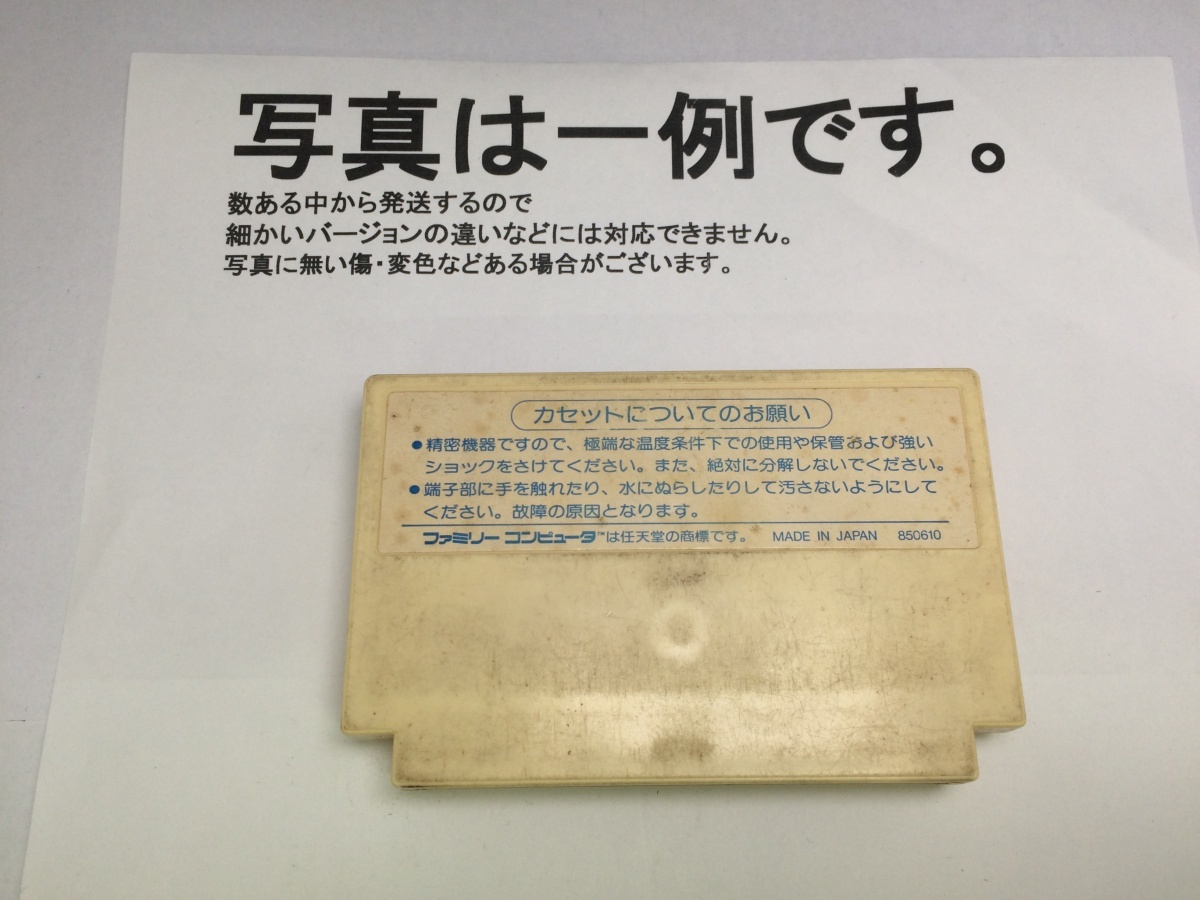 写真は一例です。
数ある中から発送するので
細かいバージョンの違いなどには対応できません。
写真に無い傷・変色などある場合がございます。
カセットについてのお願い
●精密機器ですので、極端な温度条件下での使用や保管および強い
ショックをさけてください。また、絶対に分解しないでください。
●端子部に手を触れたり、水にぬらしたりして汚さないようにして
ください。故障の原因となります。
ファミリーコンピュータ™は任天堂の商標です。 MADE IN JAPAN 850610